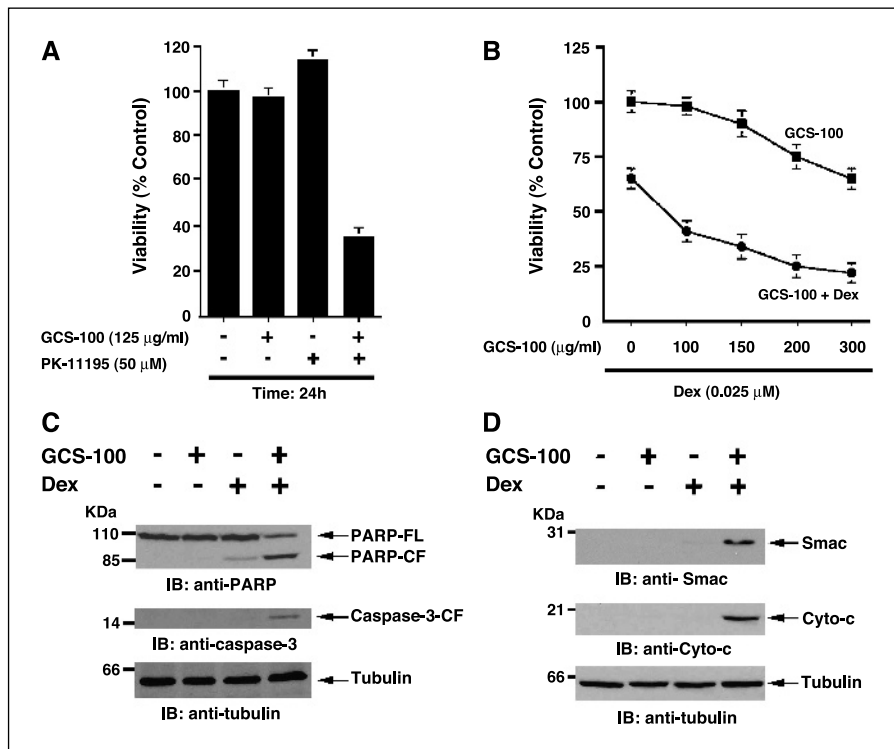 A
120
100
80
60
40
20
0
Viability (% Control)
GCS-100 (125 μg/ml) - + - +
PK-11195 (50 μM) - - + +
Time: 24h
B
125
100
75
50
25
0
Viability (% Control)
GCS-100
GCS-100 + Dex
GCS-100 (μg/ml) 0 100 150 200 300
Dex (0.025 μM)
C
GCS-100 - + - +
Dex - - + +
KDa
110
85
PARP-FL
PARP-CF
IB: anti-PARP
14
Caspase-3-CF
IB: anti-caspase-3
66
Tubulin
IB: anti-tubulin
D
GCS-100 - + - +
Dex - - + +
KDa
31
Smac
IB: anti- Smac
21
Cyto-c
IB: anti-Cyto-c
66
Tubulin
IB: anti-tubulin